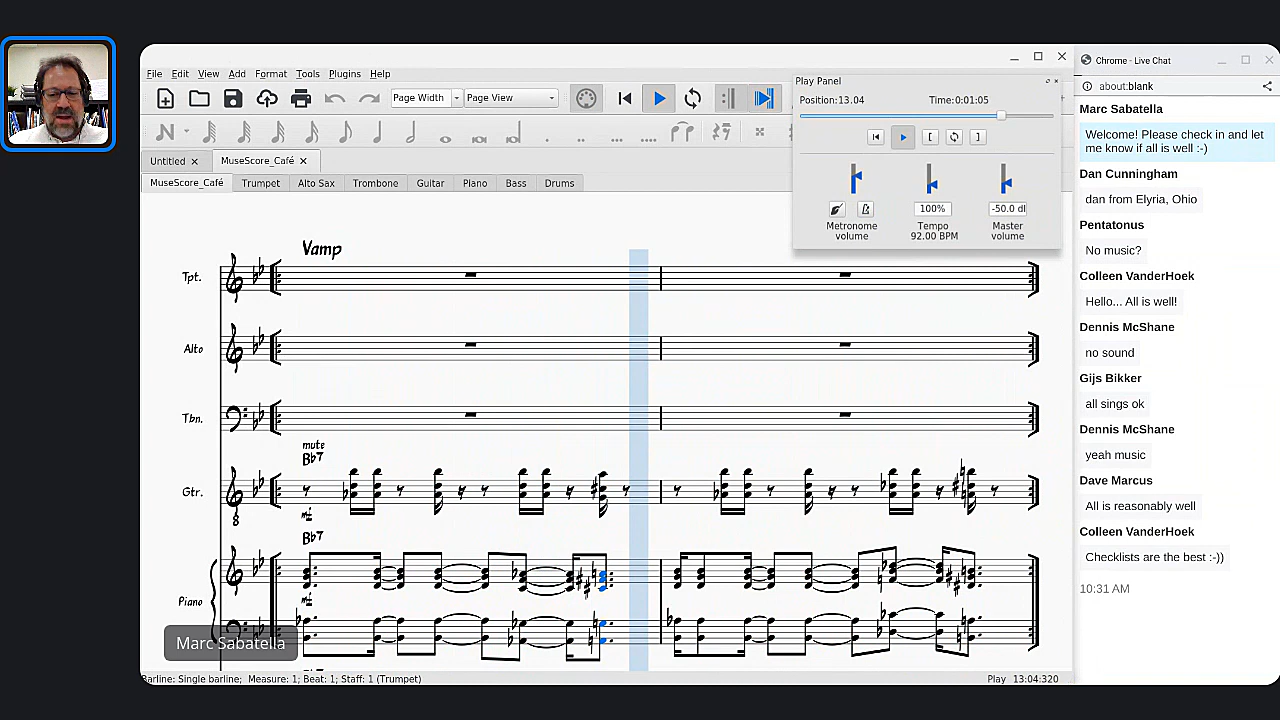 File Edit View Add Format Tools Plugins Help
Page Width
Page View
Play Panel
Position:13.04 Time:0:01:05
Untitled
MuseScore_Café
MuseScore_Café Trumpet Alto Sax Trombone Guitar Piano Bass Drums
100% -50.0 dl
Metronome volume
Tempo 92.00 BPM
Master volume
Vamp
Tpt.
Alto
Tbn.
mute
Bb7
Gtr.
8
mf
Bb7
Piano
mf
Marc Sabatella
Barline: Single barline; Measure: 1; Beat: 1; Staff: 1 (Trumpet)
Play 13:04:320
Chrome - Live Chat
about:blank
Marc Sabatella
Welcome! Please check in and let
me know if all is well :-)
Dan Cunningham
dan from Elyria, Ohio
Pentatonus
No music?
Colleen VanderHoek
Hello... All is well!
Dennis McShane
no sound
Gijs Bikker
all sings ok
Dennis McShane
yeah music
Dave Marcus
All is reasonably well
Colleen VanderHoek
Checklists are the best :-))
10:31 AM